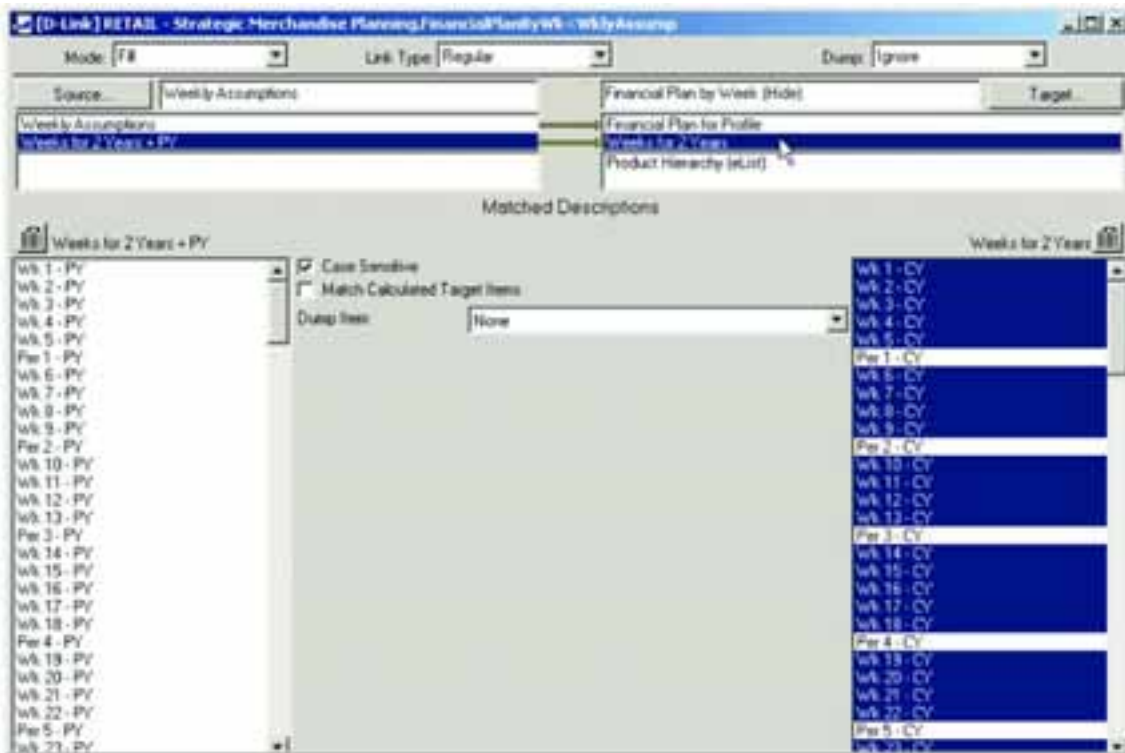 [D-Link] RETAIL - Strategic Merchandise Planning.FinancialPlanByWk - WklyAssump
Mode: Fill Link Type: Regular Dump: Ignore
Source... Weekly Assumptions Financial Plan by Week (Hide) Target...
Weekly Assumptions Financial Plan for Profile
Weeks for 2 Years + PY Weeks for 2 Years
Product Hierarchy (eList)
Matched Descriptions
Weeks for 2 Years + PY Weeks for 2 Years
Wk 1 - PY Case Sensitive Wk 1 - CY
Wk 2 - PY Match Calculated Target Items Wk 2 - CY
Wk 3 - PY Wk 3 - CY
Wk 4 - PY Dump Item None Wk 4 - CY
Wk 5 - PY Wk 5 - CY
Per 1 - PY Per 1 - CY
Wk 6 - PY Wk 6 - CY
Wk 7 - PY Wk 7 - CY
Wk 8 - PY Wk 8 - CY
Wk 9 - PY Wk 9 - CY
Per 2 - PY Per 2 - CY
Wk 10 - PY Wk 10 - CY
Wk 11 - PY Wk 11 - CY
Wk 12 - PY Wk 12 - CY
Wk 13 - PY Wk 13 - CY
Per 3 - PY Per 3 - CY
Wk 14 - PY Wk 14 - CY
Wk 15 - PY Wk 15 - CY
Wk 16 - PY Wk 16 - CY
Wk 17 - PY Wk 17 - CY
Wk 18 - PY Wk 18 - CY
Per 4 - PY Per 4 - CY
Wk 19 - PY Wk 19 - CY
Wk 20 - PY Wk 20 - CY
Wk 21 - PY Wk 21 - CY
Wk 22 - PY Wk 22 - CY
Per 5 - PY Per 5 - CY
Wk 23 - PY Wk 23 - CY